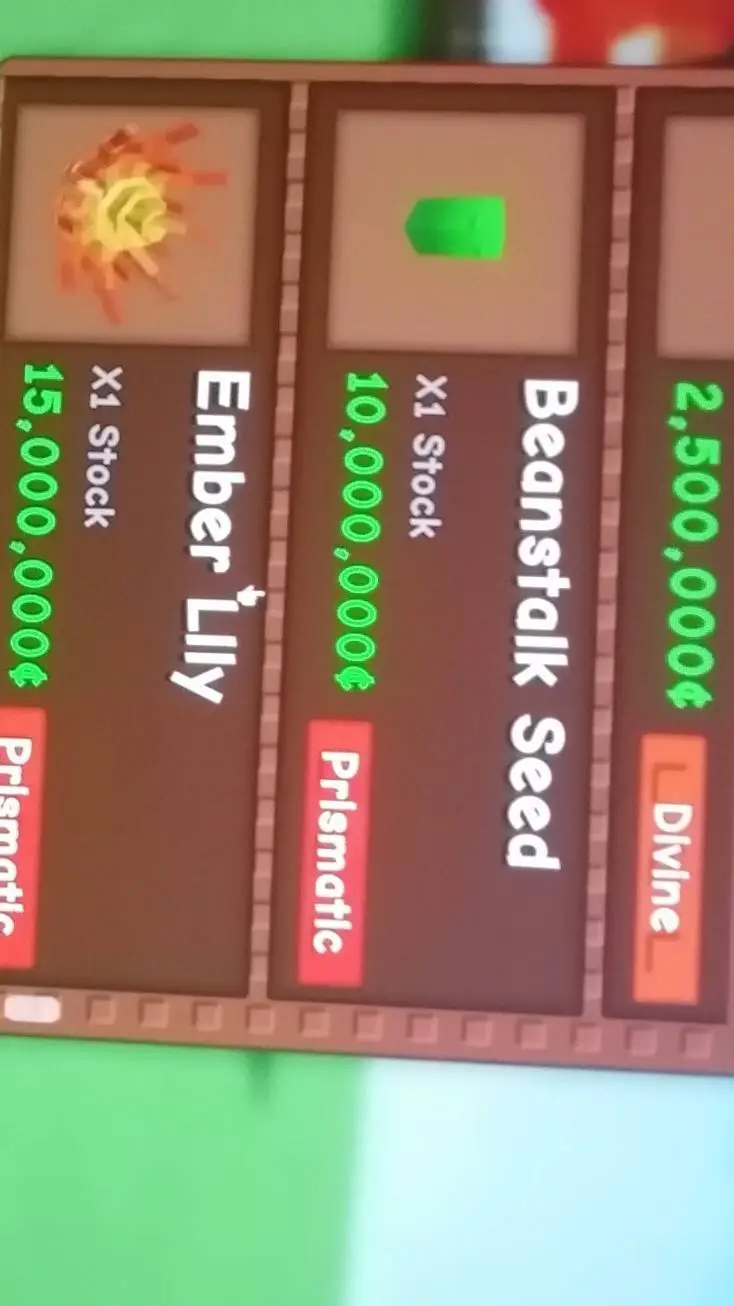 2,500,000¢
Divine
Beanstalk Seed
X1 Stock
10,000,000¢
Prismatic
Ember Lily
X1 Stock
15,000,000¢
Prismatic